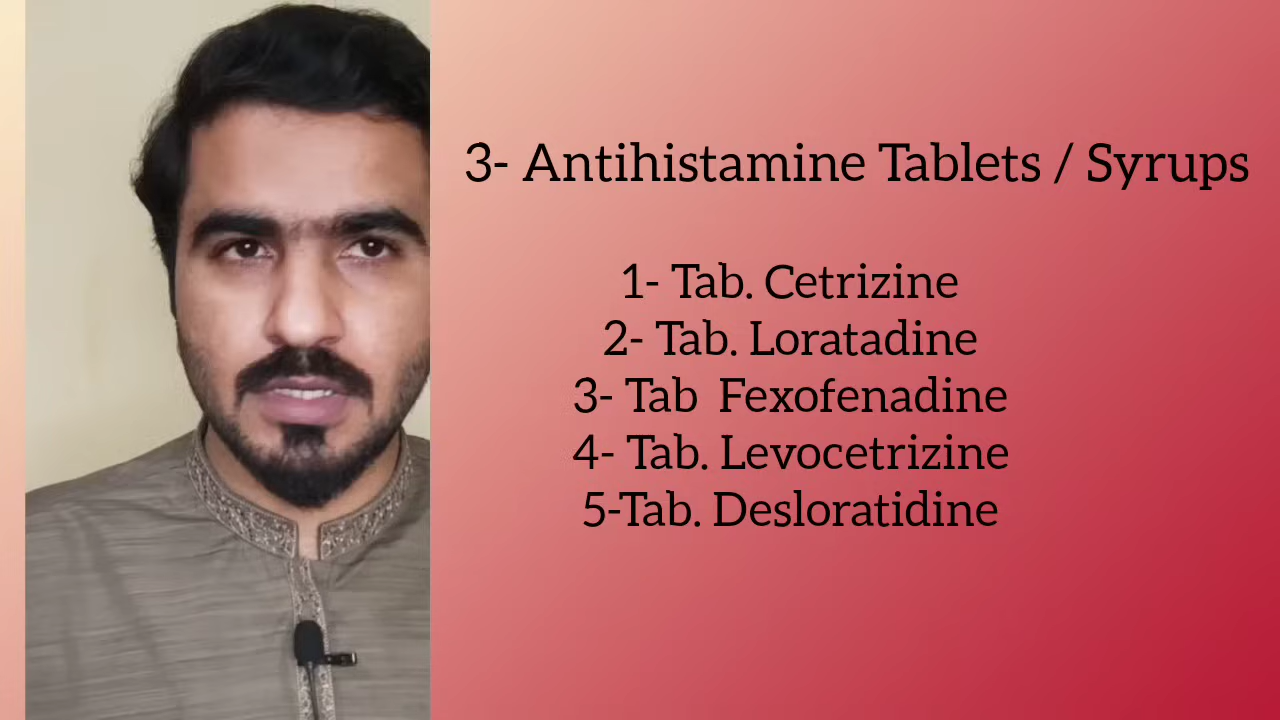 3- Antihistamine Tablets / Syrups
1- Tab. Cetrizine
2- Tab. Loratadine
3- Tab  Fexofenadine
4- Tab. Levocetrizine
5-Tab. Desloratidine